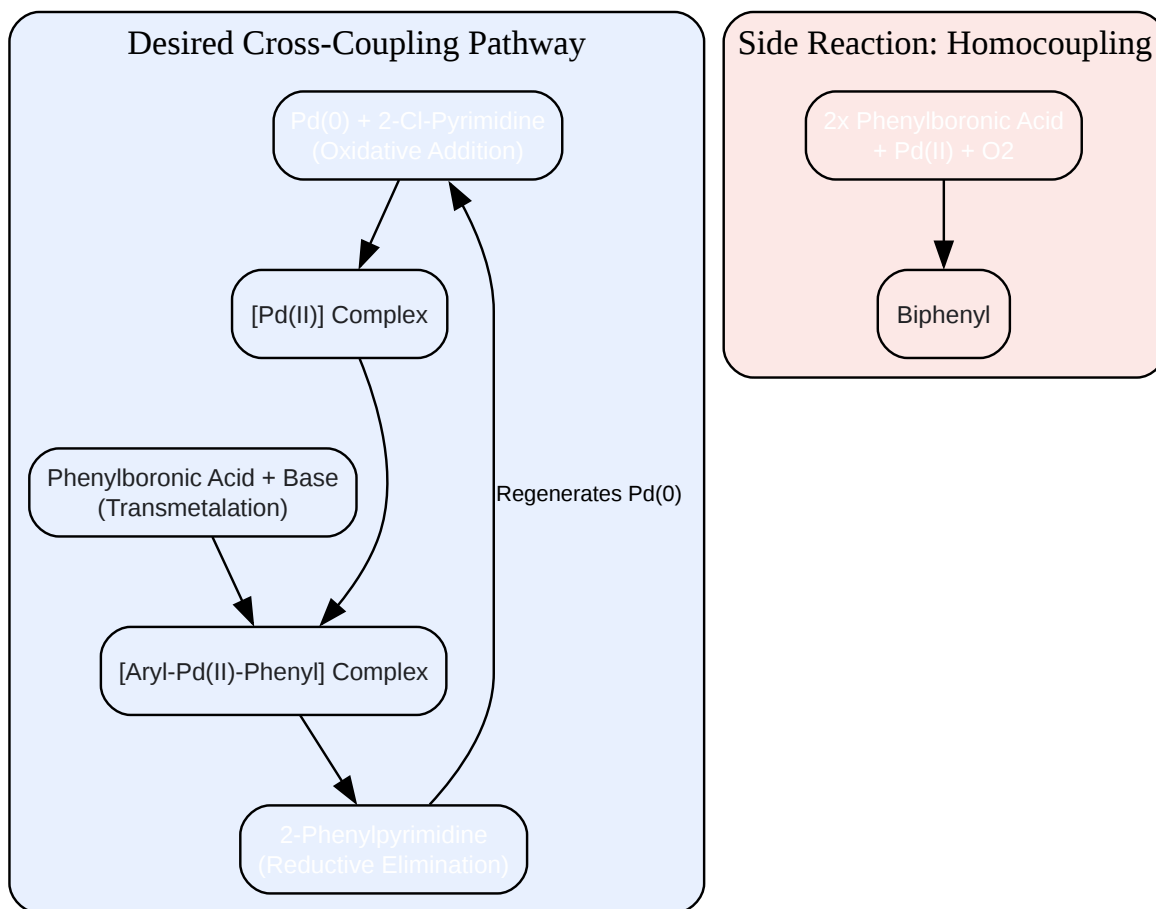 Desired Cross-Coupling Pathway
Pd(0) + 2-Cl-Pyrimidine
(Oxidative Addition)
[Pd(II)] Complex
Phenylboronic Acid + Base
(Transmetalation)
Regenerates Pd(0)
[Aryl-Pd(II)-Phenyl] Complex
2-Phenylpyrimidine
(Reductive Elimination)
Side Reaction: Homocoupling
2x Phenylboronic Acid
+ Pd(II) + O2
Biphenyl